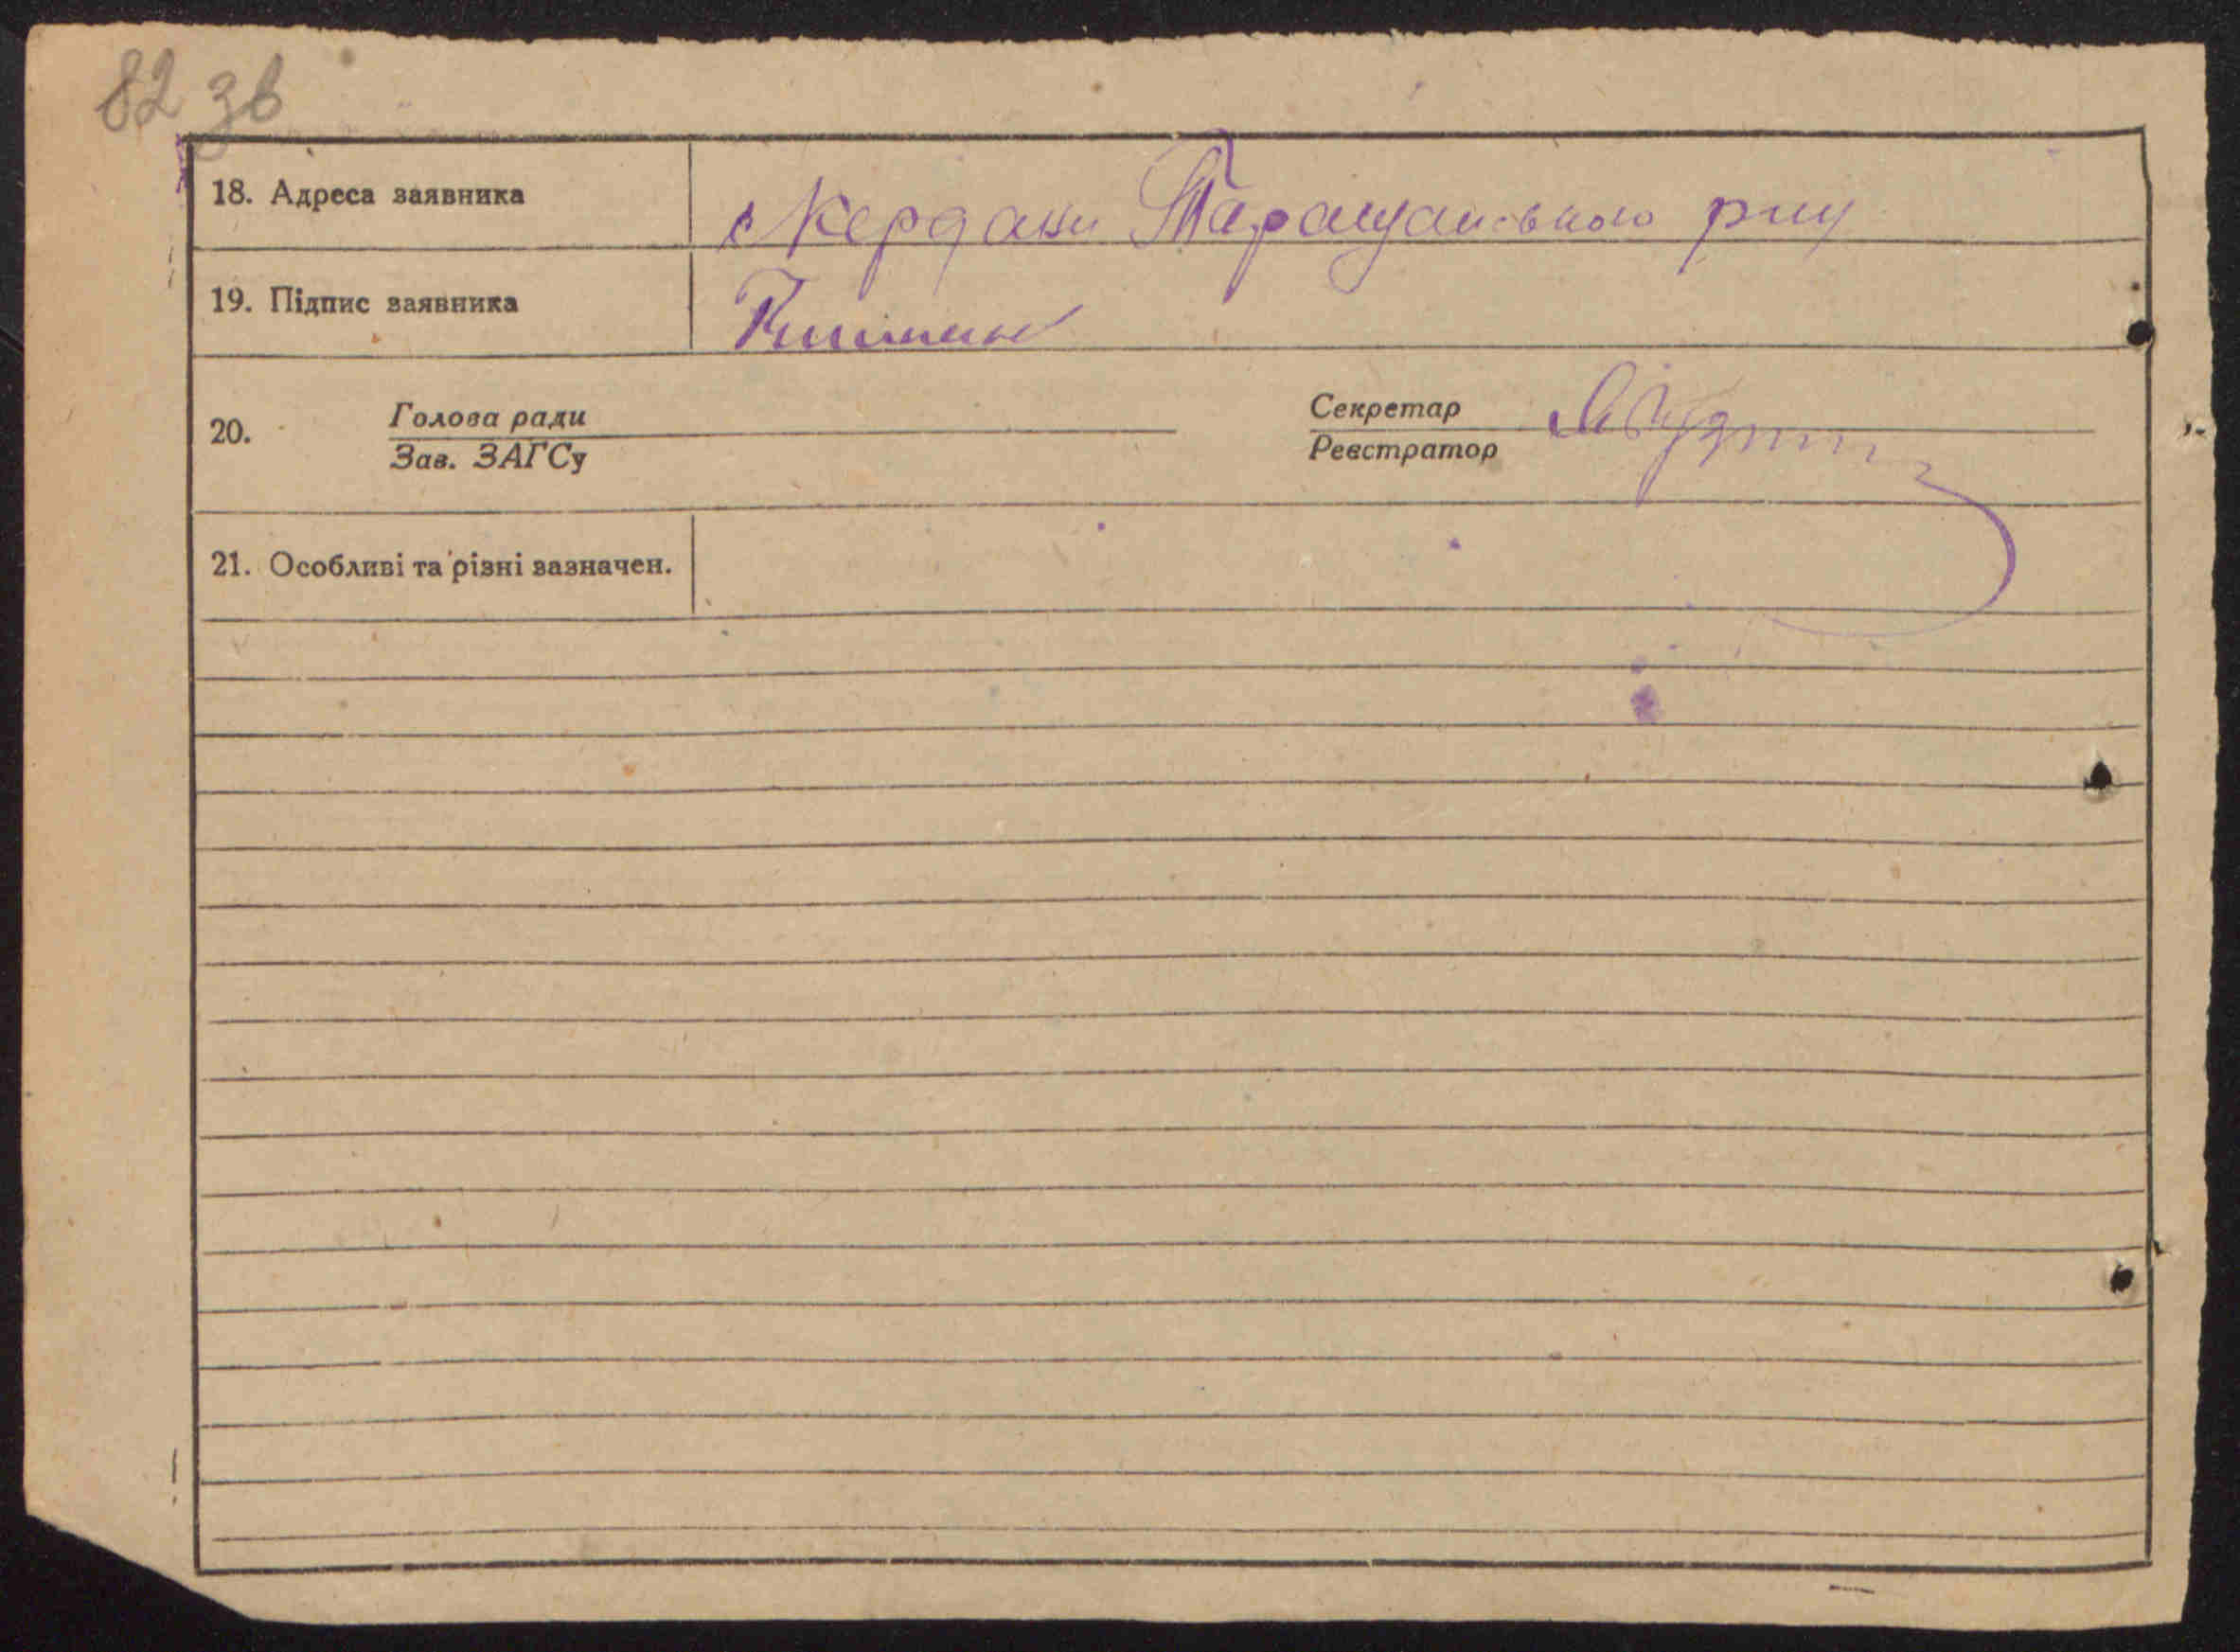 82 зв
18. Адреса заявника с Кердани Таращанського р-ну
19. Підпис заявника
20. Голова ради Секретар
Зав. ЗАГСу Реєстратор
21. Особливі та різні зазначен.